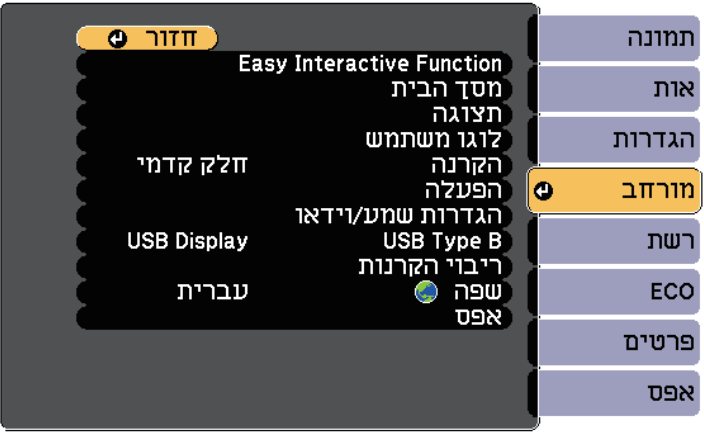 תמונה
אות
הגדרות
מורחב
רשת
ECO
פרטים
אפס
חזור
Easy Interactive Function
מסך הבית
תצוגה
לוגו משתמש
הקרנה חלק קדמי
הפעלה
הגדרות שמע/וידאו
USB Type B USB Display
ריבוי הקרנות
שפה עברית
אפס